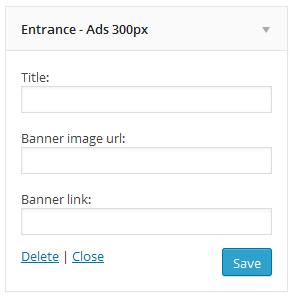 Entrance - Ads 300px
Title:
Banner image url:
Banner link:
Delete | Close
Save